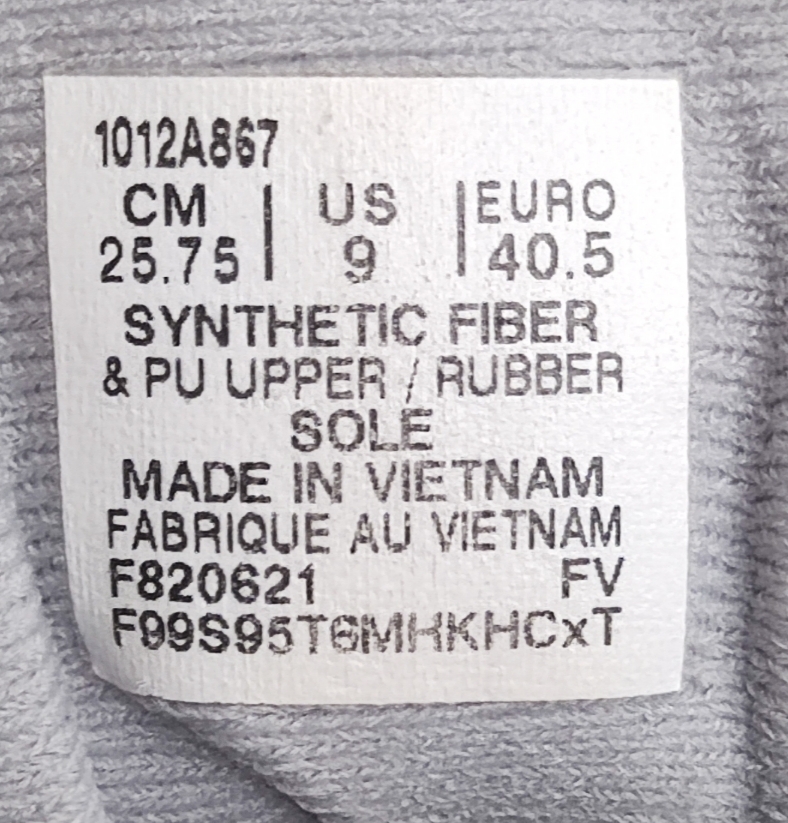 1012A867
CM | US | EURO
25.75 | 9 | 40.5
SYNTHETIC FIBER
& PU UPPER / RUBBER
SOLE
MADE IN VIETNAM
FABRIQUE AU VIETNAM
F820621 FV
F99S95T6MHKHCxT